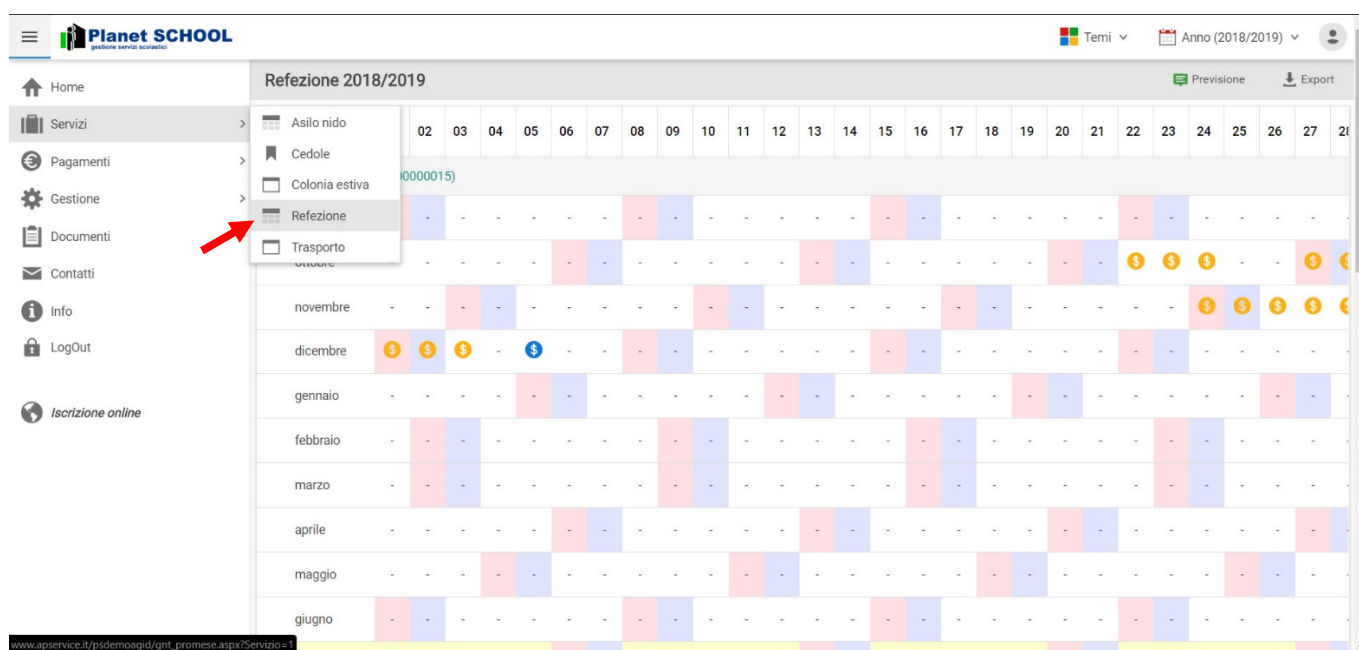 Planet SCHOOL
gestione servizi scolastici
Temi
Anno (2018/2019)
Home
Servizi
Pagamenti
Gestione
Documenti
Contatti
Info
LogOut
Iscrizione online
Refezione 2018/2019
Previsione
Export
Asilo nido
Cedole
Colonia estiva
Refezione
Trasporto
02 03 04 05 06 07 08 09 10 11 12 13 14 15 16 17 18 19 20 21 22 23 24 25 26 27 28
00000015)
- - - - - - - - - - - - - - - - - - - - - - - - - -
ottobre - - - - - - - - - - - - - - - - - - - - - $ $ $ - - $
novembre - - - - - - - - - - - - - - - - - - - - - - - $ $ $ $
dicembre $ $ $ - $ - - - - - - - - - - - - - - - - - - - - - -
gennaio - - - - - - - - - - - - - - - - - - - - - - - - - - -
febbraio - - - - - - - - - - - - - - - - - - - - - - - - - - -
marzo - - - - - - - - - - - - - - - - - - - - - - - - - - -
aprile - - - - - - - - - - - - - - - - - - - - - - - - - - -
maggio - - - - - - - - - - - - - - - - - - - - - - - - - - -
giugno - - - - - - - - - - - - - - - - - - - - - - - - - - -
www.apservice.it/psdemoagid/gnt_promese.aspx?Servizio=1